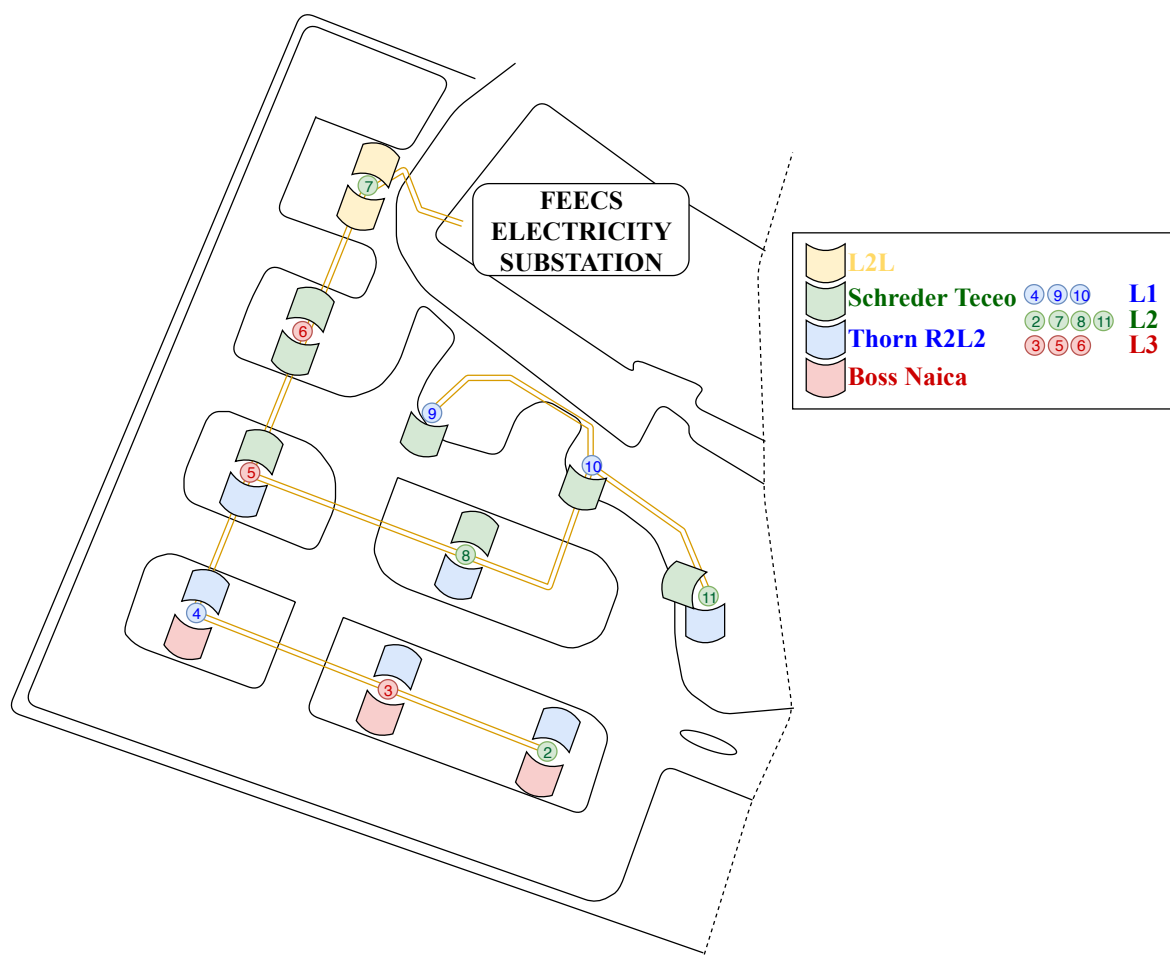 7
FEECS
ELECTRICITY
SUBSTATION
6
9
10
5
8
11
4
3
2
L2L
Schreder Teceo 4 9 10 L1
2 7 8 11 L2
Thorn R2L2
3 5 6 L3
Boss Naica